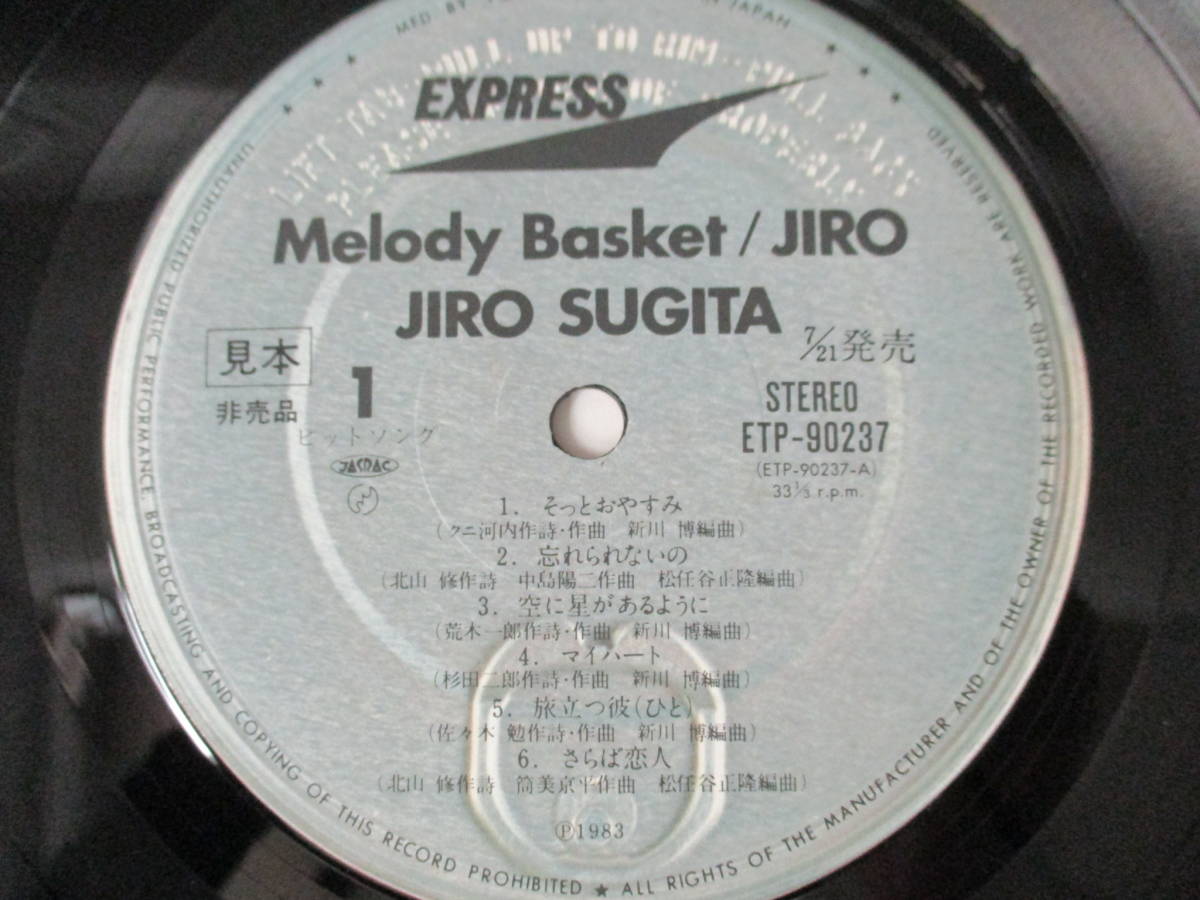 MFD. BY
JAPAN
EXPRESS
Melody Basket / JIRO
JIRO SUGITA
7/21発売
見本
非売品
1
ヒットソング
JASRAC
STEREO
ETP-90237
(ETP-90237-A)
33⅓ r.p.m.
1. そっとおやすみ
(クニ河内作詩・作曲 新川 博編曲)
2. 忘れられないの
(北山 修作詩 中島陽二作曲 松任谷正隆編曲)
3. 空に星があるように
(荒木一郎作詩・作曲 新川 博編曲)
4. マイハート
(杉田二郎作詩・作曲 新川 博編曲)
5. 旅立つ彼(ひと)
(佐々木 勉作詩・作曲 新川 博編曲)
6. さらば恋人
(北山 修作詩 筒美京平作曲 松任谷正隆編曲)
Ⓟ1983
UNAUTHORIZED PUBLIC PERFORMANCE, BROADCASTING AND COPYING OF THIS RECORD PROHIBITED ★ ALL RIGHTS OF THE MANUFACTURER AND OF THE OWNER OF THE RECORDED WORK ARE RESERVED